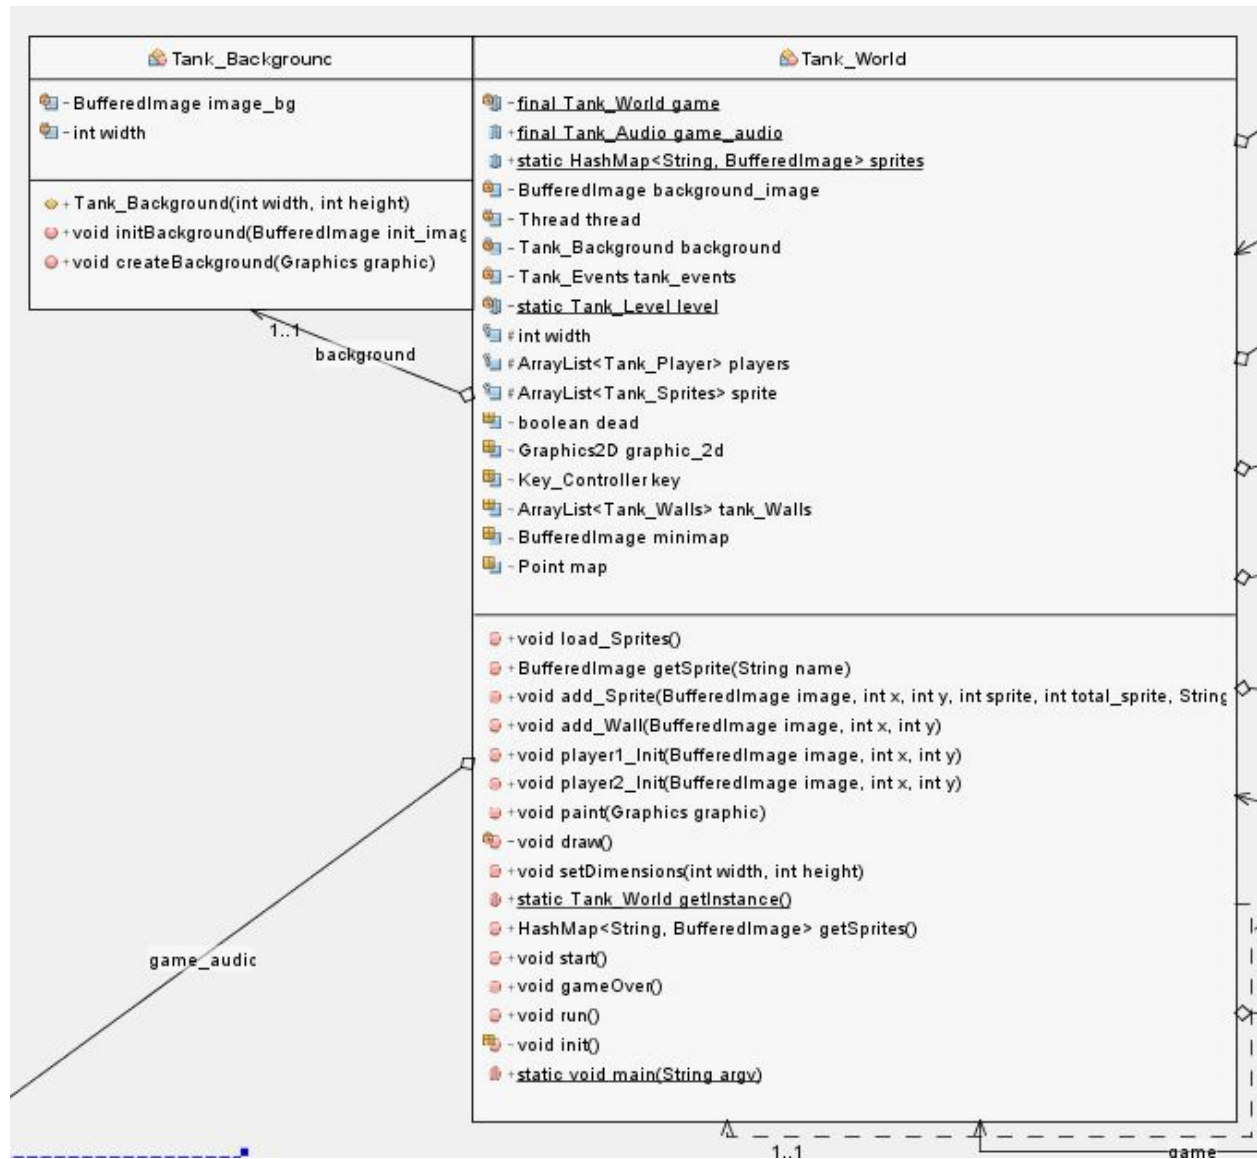 Tank_Background
- BufferedImage image_bg
- int width
+ Tank_Background(int width, int height)
+ void initBackground(BufferedImage init_imag
+ void createBackground(Graphics graphic)
1..1
background
game_audic
Tank_World
- final Tank_World game
+ final Tank_Audio game_audio
+ static HashMap<String, BufferedImage> sprites
- BufferedImage background_image
- Thread thread
- Tank_Background background
- Tank_Events tank_events
- static Tank_Level level
# int width
# ArrayList<Tank_Player> players
# ArrayList<Tank_Sprites> sprite
~ boolean dead
~ Graphics2D graphic_2d
~ Key_Controller key
~ ArrayList<Tank_Walls> tank_Walls
~ BufferedImage minimap
~ Point map
+ void load_Sprites()
+ BufferedImage getSprite(String name)
+ void add_Sprite(BufferedImage image, int x, int y, int sprite, int total_sprite, String
+ void add_Wall(BufferedImage image, int x, int y)
+ void player1_Init(BufferedImage image, int x, int y)
+ void player2_Init(BufferedImage image, int x, int y)
+ void paint(Graphics graphic)
- void draw()
+ void setDimensions(int width, int height)
+ static Tank_World getInstance()
+ HashMap<String, BufferedImage> getSprites()
+ void start()
+ void gameOver()
+ void run()
~ void init()
+ static void main(String argv)
1..1
game